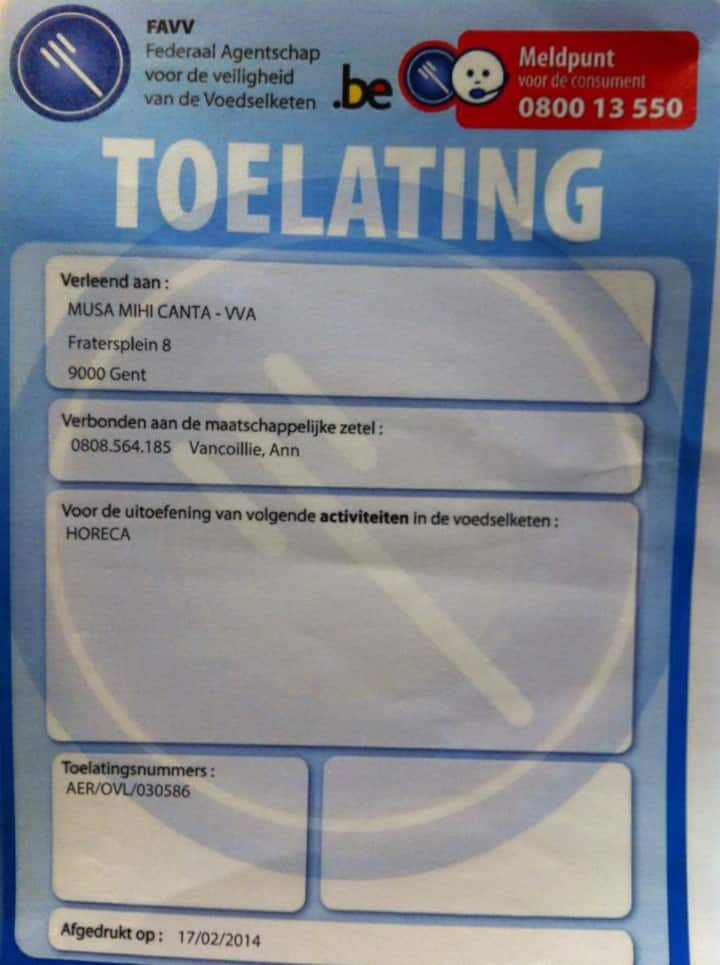 FAVV
Federaal Agentschap
voor de veiligheid
van de Voedselketen
.be
Meldpunt
voor de consument
0800 13 550
TOELATING
Verleend aan :
MUSA MIHI CANTA - VVA
Fratersplein 8
9000 Gent
Verbonden aan de maatschappelijke zetel :
0808.564.185 Vancoillie, Ann
Voor de uitoefening van volgende activiteiten in de voedselketen :
HORECA
Toelatingsnummers :
AER/OVL/030586
Afgedrukt op : 17/02/2014